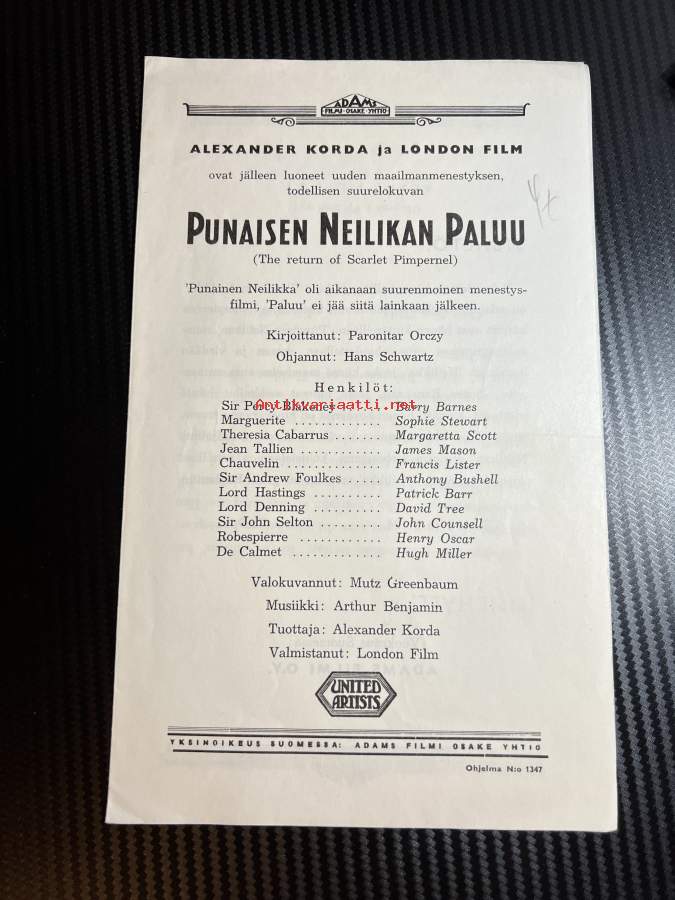 ADAMS
FILMI · OSAKE · YHTIÖ
ALEXANDER KORDA ja LONDON FILM
ovat jälleen luoneet uuden maailmanmenestyksen,
todellisen suurelokuvan
PUNAISEN NEILIKAN PALUU
(The return of Scarlet Pimpernel)
'Punainen Neilikka' oli aikanaan suurenmoinen menestys-
filmi, 'Paluu' ei jää siitä lainkaan jälkeen.
Kirjoittanut: Paronitar Orczy
Ohjannut: Hans Schwartz
Henkilöt:
Antikvariaatti.net
Sir Percy Blakeney Barry Barnes
Marguerite ............. Sophie Stewart
Theresia Cabarrus ....... Margaretta Scott
Jean Tallien ............. James Mason
Chauvelin .............. Francis Lister
Sir Andrew Foulkes ..... Anthony Bushell
Lord Hastings .......... Patrick Barr
Lord Denning .......... David Tree
Sir John Selton ......... John Counsell
Robespierre ............ Henry Oscar
De Calmet ............. Hugh Miller
Valokuvannut: Mutz Greenbaum
Musiikki: Arthur Benjamin
Tuottaja: Alexander Korda
Valmistanut: London Film
UNITED
ARTISTS
YKSINOIKEUS SUOMESSA: ADAMS FILMI OSAKE YHTIO
Ohjelma N:o 1347